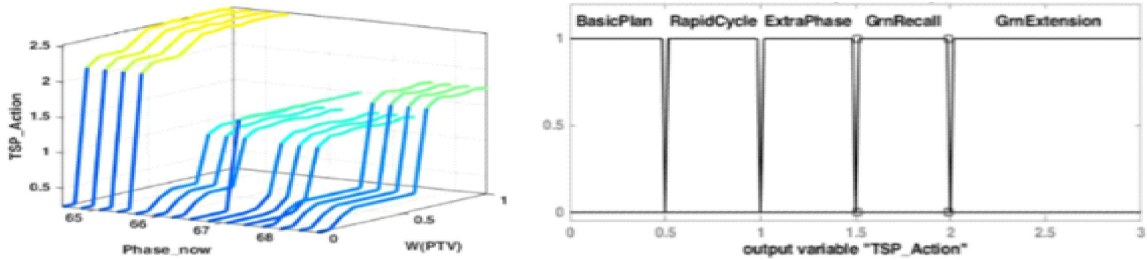 2.5
2
1.5
1
0.5
TSP_Action
65
66
67
68
Phase_now
0
0.5
1
W(PTV)
BasicPlan RapidCycle ExtraPhase GrnRecall GrnExtension
1
0.5
0
0 0.5 1 1.5 2 2.5 3
output variable "TSP_Action"